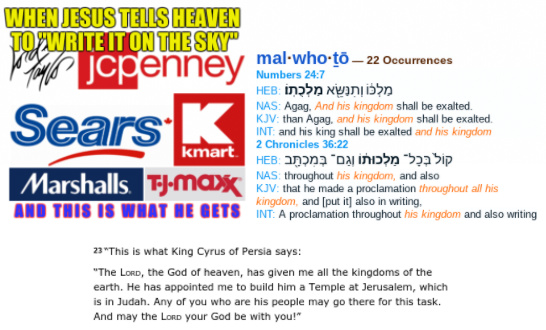 WHEN JESUS TELLS HEAVEN
TO "WRITE IT ON THE SKY"
Lord & Taylor
jcpenney
Sears
K
kmart
Marshalls.
T.J.maxx
AND THIS IS WHAT HE GETS
mal·who·ṯō — 22 Occurrences
Numbers 24:7
HEB: מַלְכּ֔וֹ וְתִנַּשֵּׂ֖א מַלְכֻתֽוֹ׃
NAS: Agag, And his kingdom shall be exalted.
KJV: than Agag, and his kingdom shall be exalted.
INT: and his king shall be exalted and his kingdom
2 Chronicles 36:22
HEB: קוֹל֙ בְּכָל־ מַלְכוּת֔וֹ וְגַם־ בְּמִכְתָּ֖ב
NAS: throughout his kingdom, and also
KJV: that he made a proclamation throughout all his
kingdom, and [put it] also in writing,
INT: A proclamation throughout his kingdom and also writing
23 "This is what King Cyrus of Persia says:
"The LORD, the God of heaven, has given me all the kingdoms of the
earth. He has appointed me to build him a Temple at Jerusalem, which
is in Judah. Any of you who are his people may go there for this task.
And may the LORD your God be with you!"